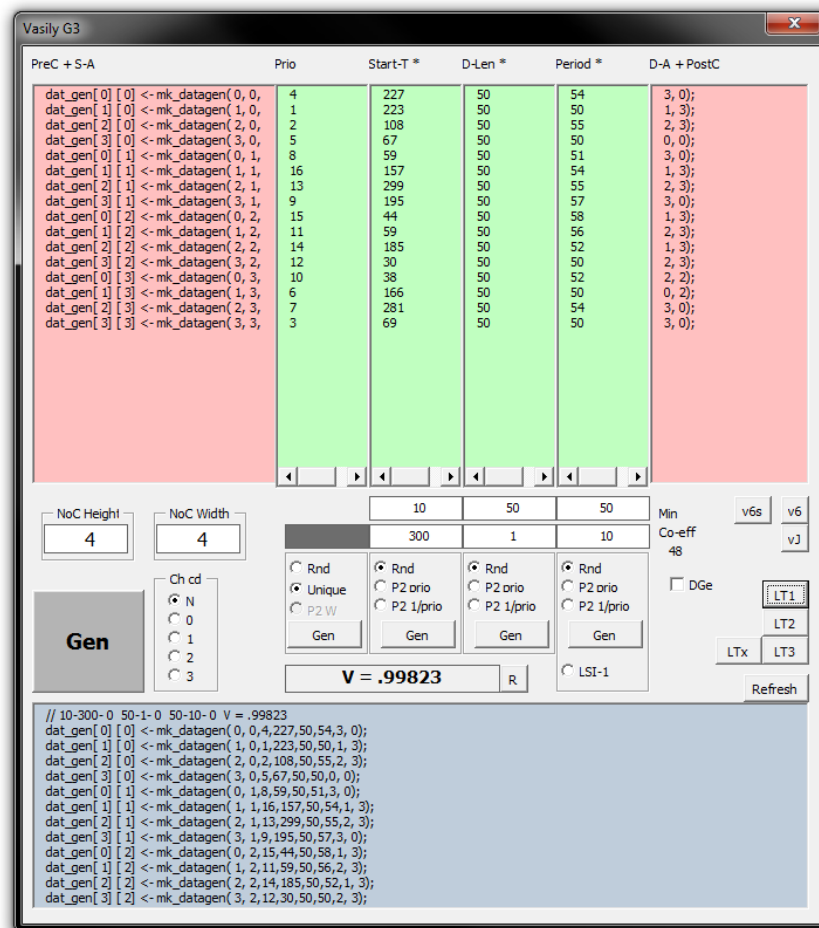 Vasily G3
PreC + S-A Prio Start-T * D-Len * Period * D-A + PostC
dat_gen[ 0] [ 0] <- mk_datagen( 0, 0, 4 227 50 54 3, 0);
dat_gen[ 1] [ 0] <- mk_datagen( 1, 0, 1 223 50 50 1, 3);
dat_gen[ 2] [ 0] <- mk_datagen( 2, 0, 2 108 50 55 2, 3);
dat_gen[ 3] [ 0] <- mk_datagen( 3, 0, 5 67 50 50 0, 0);
dat_gen[ 0] [ 1] <- mk_datagen( 0, 1, 8 59 50 51 3, 0);
dat_gen[ 1] [ 1] <- mk_datagen( 1, 1, 16 157 50 54 1, 3);
dat_gen[ 2] [ 1] <- mk_datagen( 2, 1, 13 299 50 55 2, 3);
dat_gen[ 3] [ 1] <- mk_datagen( 3, 1, 9 195 50 57 3, 0);
dat_gen[ 0] [ 2] <- mk_datagen( 0, 2, 15 44 50 58 1, 3);
dat_gen[ 1] [ 2] <- mk_datagen( 1, 2, 11 59 50 56 2, 3);
dat_gen[ 2] [ 2] <- mk_datagen( 2, 2, 14 185 50 52 1, 3);
dat_gen[ 3] [ 2] <- mk_datagen( 3, 2, 12 30 50 50 2, 3);
dat_gen[ 0] [ 3] <- mk_datagen( 0, 3, 10 38 50 52 2, 2);
dat_gen[ 1] [ 3] <- mk_datagen( 1, 3, 6 166 50 50 0, 2);
dat_gen[ 2] [ 3] <- mk_datagen( 2, 3, 7 281 50 54 3, 0);
dat_gen[ 3] [ 3] <- mk_datagen( 3, 3, 3 69 50 50 3, 0);
NoC Height NoC Width 10 50 50 Min v6s v6
4 4 300 1 10 Co-eff vJ
48
Ch cd Rnd Rnd Rnd Rnd DGe
N Unique P2 prio P2 prio P2 prio LT1
0 P2 W P2 1/prio P2 1/prio P2 1/prio
Gen 1 Gen Gen Gen Gen LT2
2 LTx LT3
3 V = .99823 R LSI-1 Refresh
// 10-300- 0 50-1- 0 50-10- 0 V = .99823
dat_gen[ 0] [ 0] <- mk_datagen( 0, 0,4,227,50,54,3, 0);
dat_gen[ 1] [ 0] <- mk_datagen( 1, 0,1,223,50,50,1, 3);
dat_gen[ 2] [ 0] <- mk_datagen( 2, 0,2,108,50,55,2, 3);
dat_gen[ 3] [ 0] <- mk_datagen( 3, 0,5,67,50,50,0, 0);
dat_gen[ 0] [ 1] <- mk_datagen( 0, 1,8,59,50,51,3, 0);
dat_gen[ 1] [ 1] <- mk_datagen( 1, 1,16,157,50,54,1, 3);
dat_gen[ 2] [ 1] <- mk_datagen( 2, 1,13,299,50,55,2, 3);
dat_gen[ 3] [ 1] <- mk_datagen( 3, 1,9,195,50,57,3, 0);
dat_gen[ 0] [ 2] <- mk_datagen( 0, 2,15,44,50,58,1, 3);
dat_gen[ 1] [ 2] <- mk_datagen( 1, 2,11,59,50,56,2, 3);
dat_gen[ 2] [ 2] <- mk_datagen( 2, 2,14,185,50,52,1, 3);
dat_gen[ 3] [ 2] <- mk_datagen( 3, 2,12,30,50,50,2, 3);